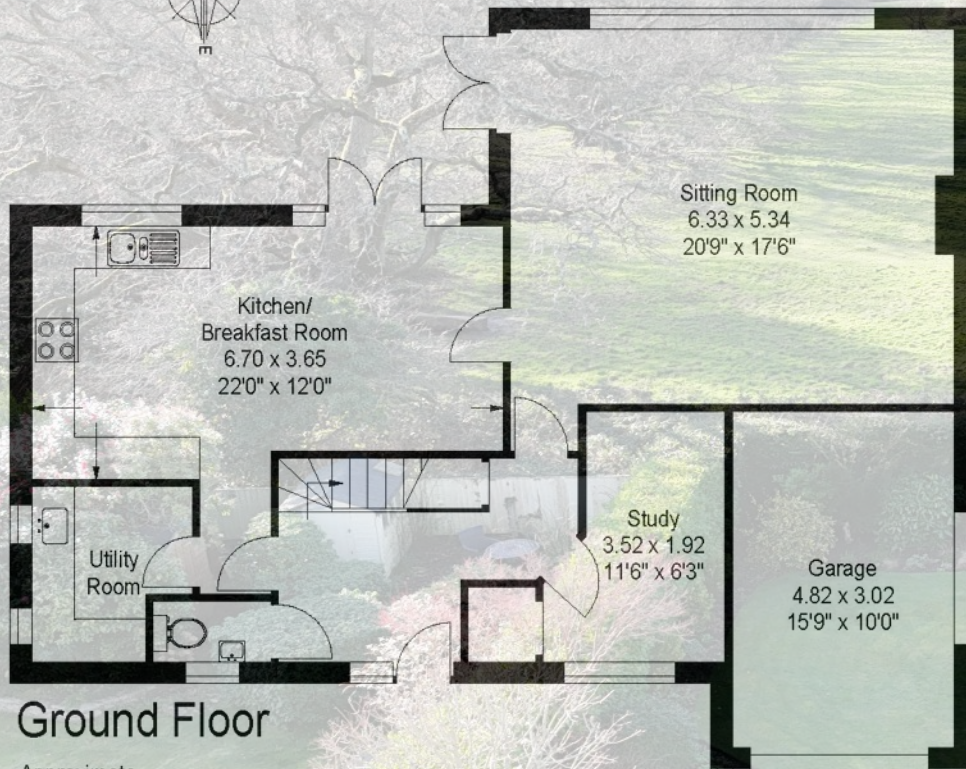 E
Sitting Room
6.33 x 5.34
20'9" x 17'6"
Kitchen/
Breakfast Room
6.70 x 3.65
22'0" x 12'0"
Study
3.52 x 1.92
11'6" x 6'3"
Utility
Room
Garage
4.82 x 3.02
15'9" x 10'0"
Ground Floor